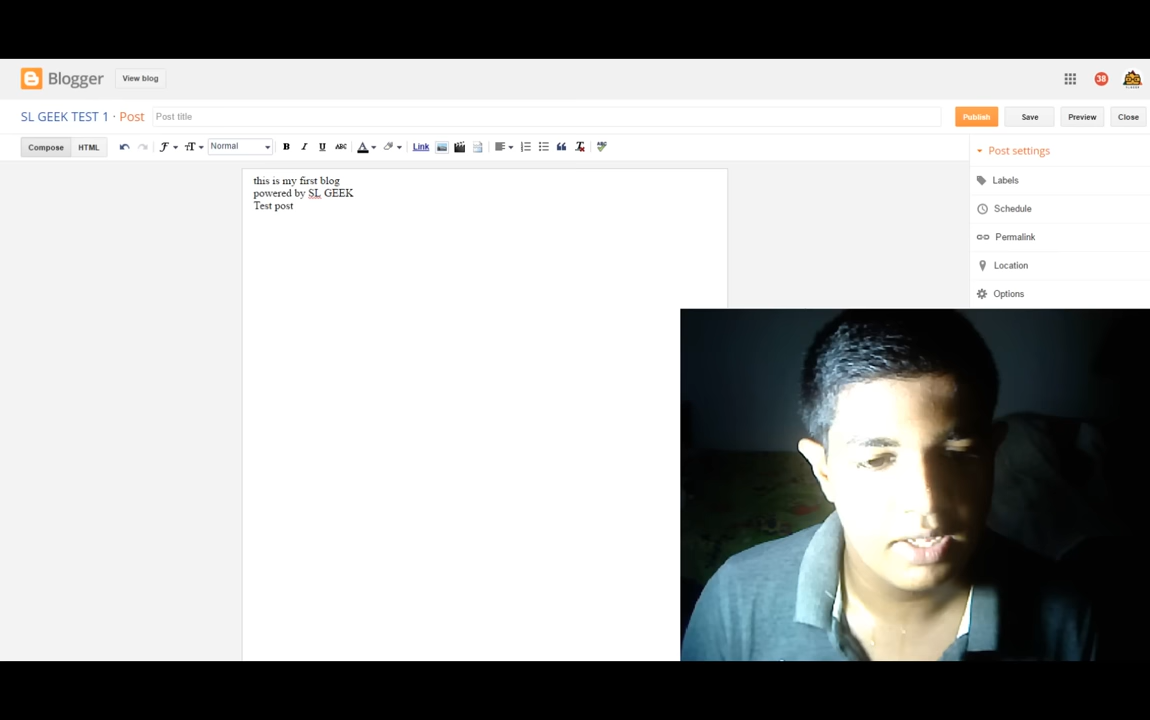 Blogger
View blog
38
SL GEEK TEST 1 · Post
Post title
Publish
Save
Preview
Close
Compose
HTML
Normal
B
I
U
ABC
A
Link
Post settings
Labels
Schedule
Permalink
Location
Options
this is my first blog
powered by SL GEEK
Test post